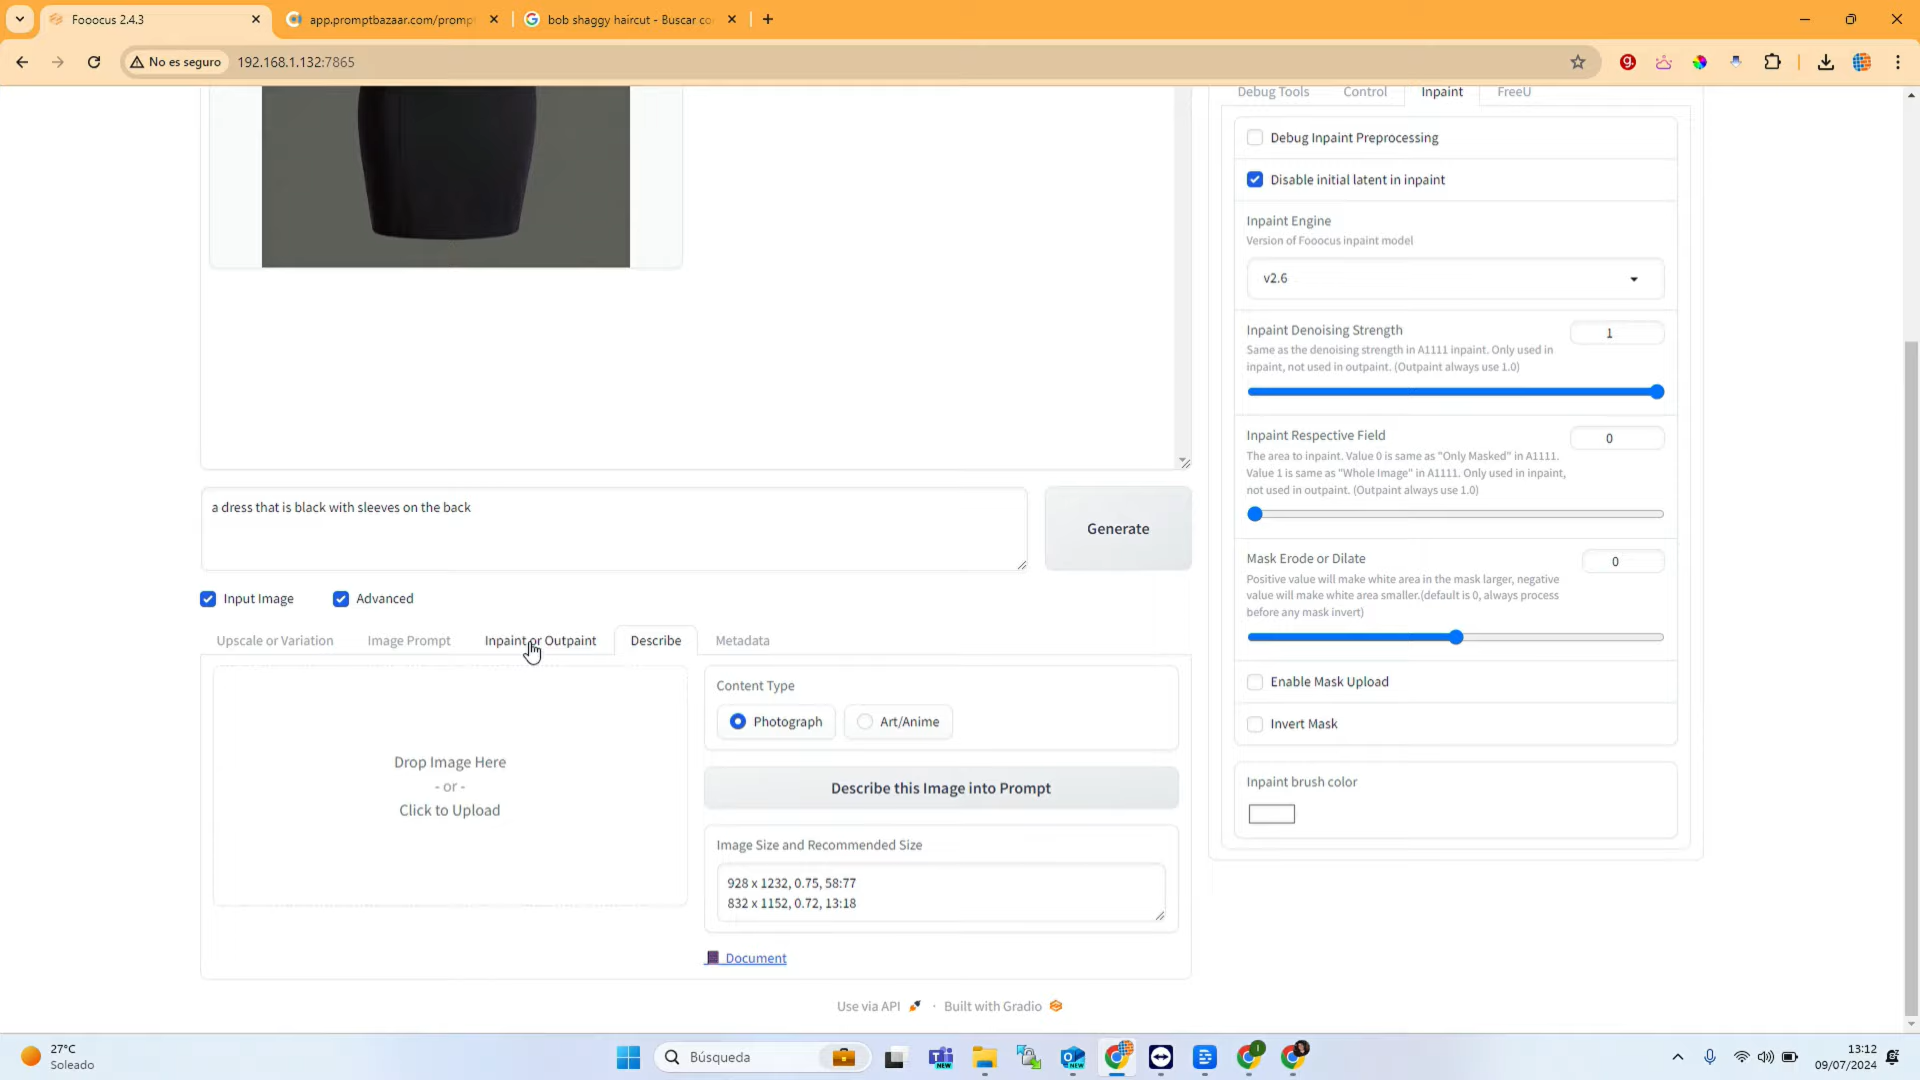 Fooocus 2.4.3
app.promptbazaar.com/promp
bob shaggy haircut - Buscar co
No es seguro
192.168.1.132:7865
Debug Tools
Control
Inpaint
FreeU
Debug Inpaint Preprocessing
Disable initial latent in inpaint
Inpaint Engine
Version of Fooocus inpaint model
v2.6
Inpaint Denoising Strength
1
Same as the denoising strength in A1111 inpaint. Only used in
inpaint, not used in outpaint. (Outpaint always use 1.0)
Inpaint Respective Field
0
The area to inpaint. Value 0 is same as "Only Masked" in A1111.
Value 1 is same as "Whole Image" in A1111. Only used in inpaint,
not used in outpaint. (Outpaint always use 1.0)
Mask Erode or Dilate
0
Positive value will make white area in the mask larger, negative
value will make white area smaller.(default is 0, always process
before any mask invert)
Enable Mask Upload
Invert Mask
Inpaint brush color
a dress that is black with sleeves on the back
Generate
Input Image
Advanced
Upscale or Variation
Image Prompt
Inpaint or Outpaint
Describe
Metadata
Drop Image Here
- or -
Click to Upload
Content Type
Photograph
Art/Anime
Describe this Image into Prompt
Image Size and Recommended Size
928 x 1232, 0.75, 58:77
832 x 1152, 0.72, 13:18
Document
Use via API
·
Built with Gradio
27°C
Soleado
Búsqueda
NEW
NEW
13:12
09/07/2024